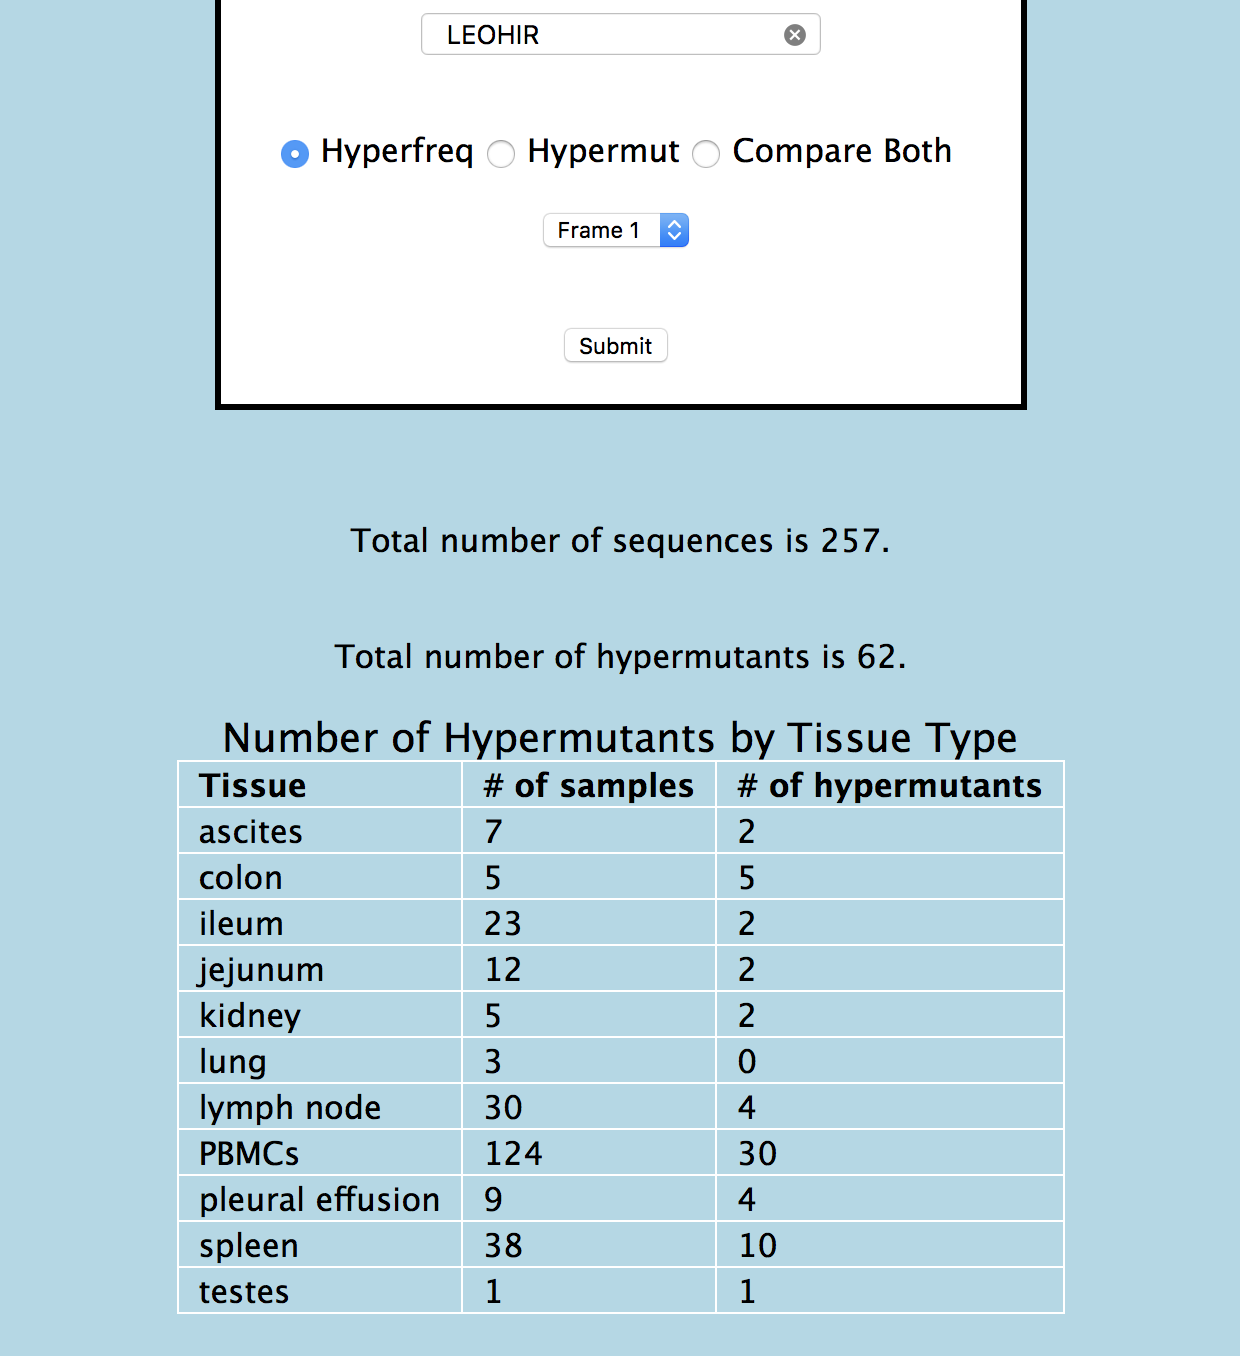 LEOHIR
Hyperfreq Hypermut Compare Both
Frame 1
Submit
Total number of sequences is 257.
Total number of hypermutants is 62.
Number of Hypermutants by Tissue Type
Tissue # of samples # of hypermutants
ascites 7 2
colon 5 5
ileum 23 2
jejunum 12 2
kidney 5 2
lung 3 0
lymph node 30 4
PBMCs 124 30
pleural effusion 9 4
spleen 38 10
testes 1 1